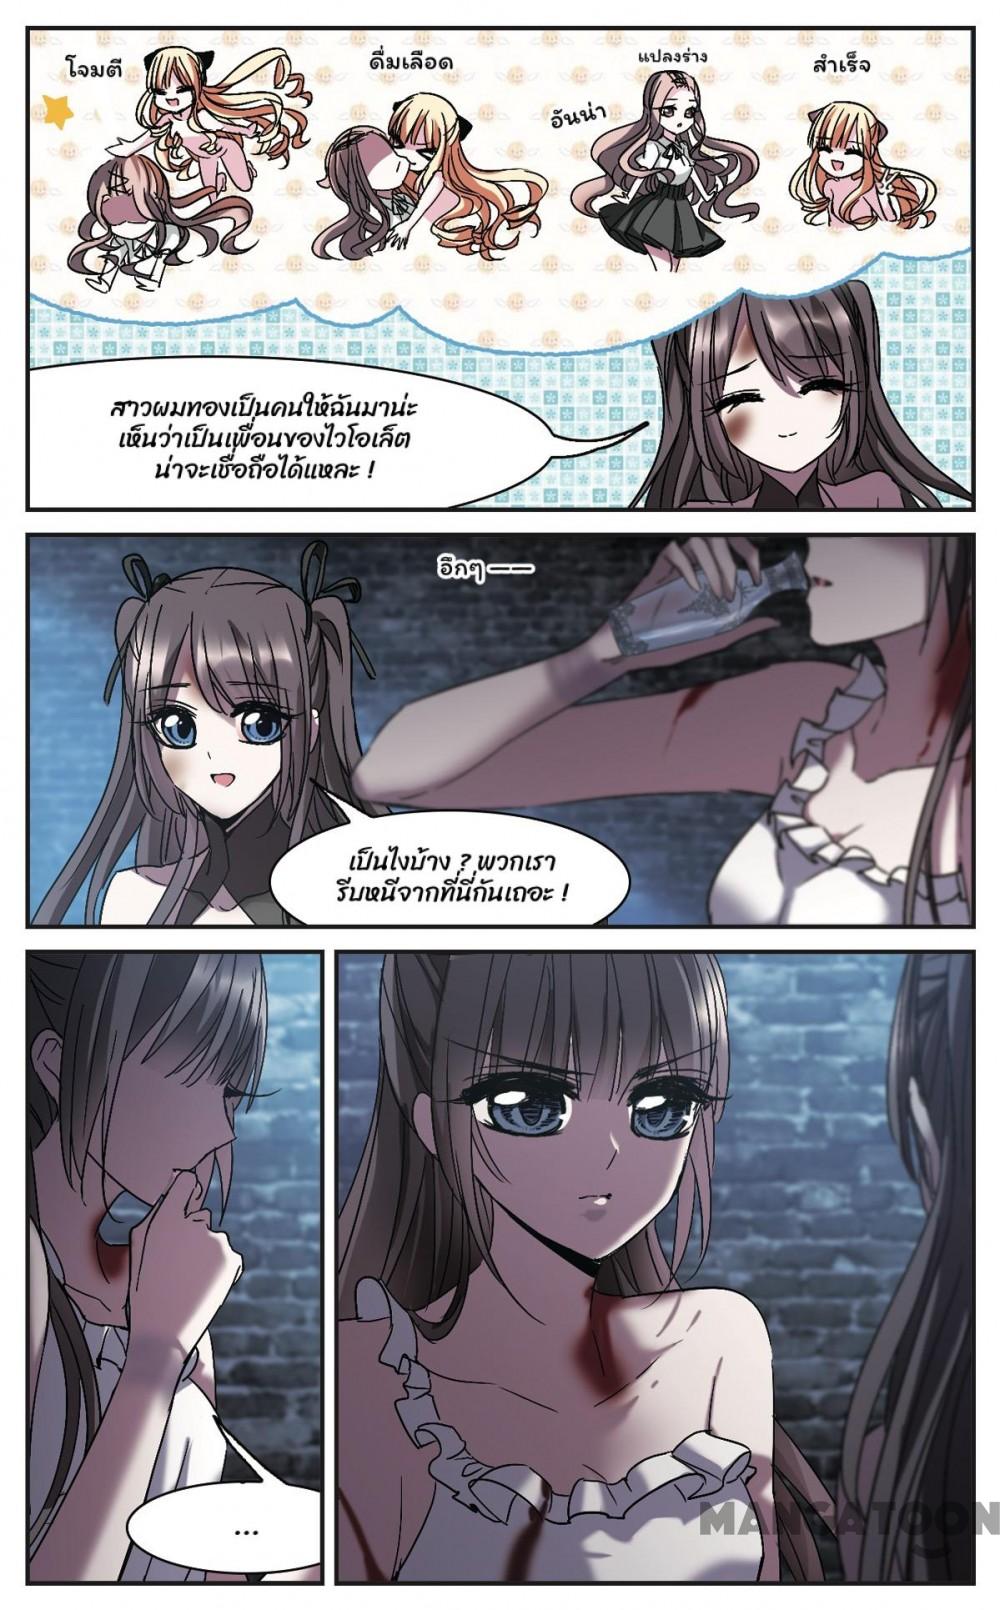 โจมตี
ดื่มเลือด
แปลงร่าง
อันน่า
สำเร็จ
สาวผมทองเป็นคนให้ฉันมาน่ะ
เห็นว่าเป็นเพื่อนของไวโอเล็ต
น่าจะเชื่อถือได้แหละ !
อึกๆ ——
เป็นไงบ้าง ? พวกเรา
รีบหนีจากที่นี่กันเถอะ !
...
MANGATOON